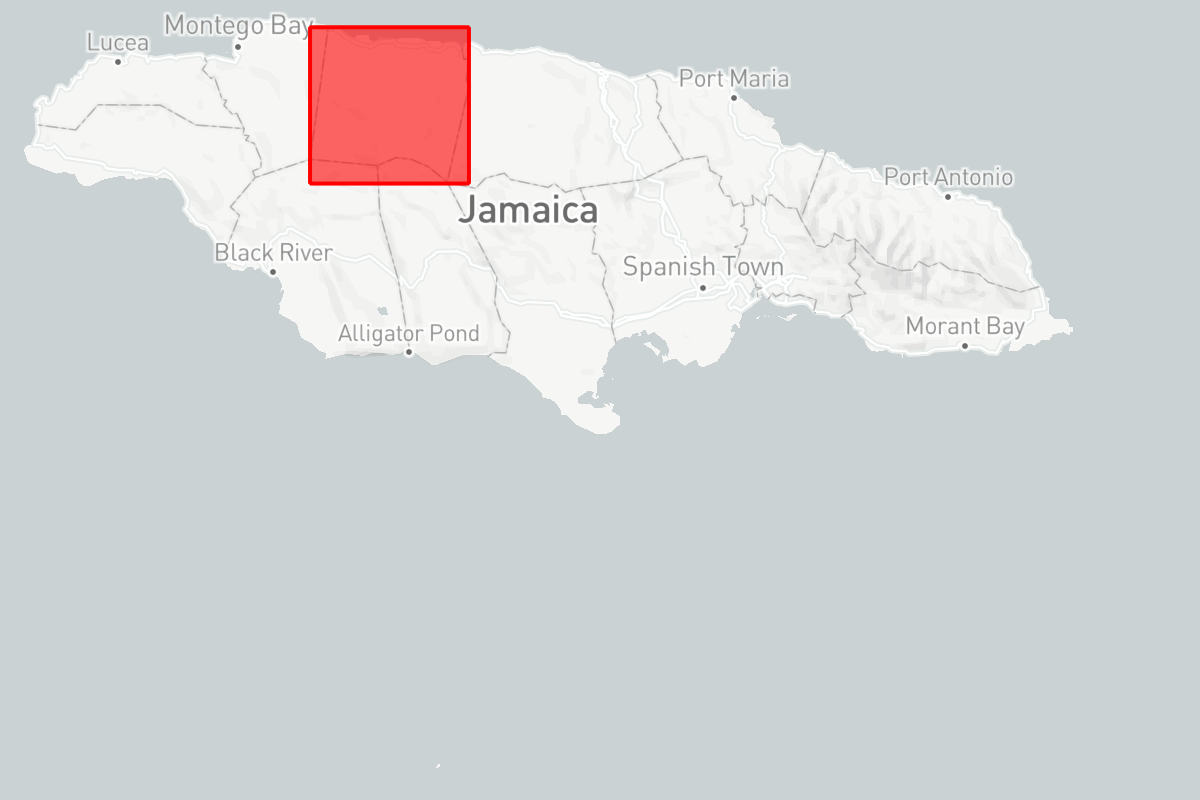 Montego Bay
Lucea
Port Maria
Port Antonio
Jamaica
Black River
Spanish Town
Alligator Pond
Morant Bay